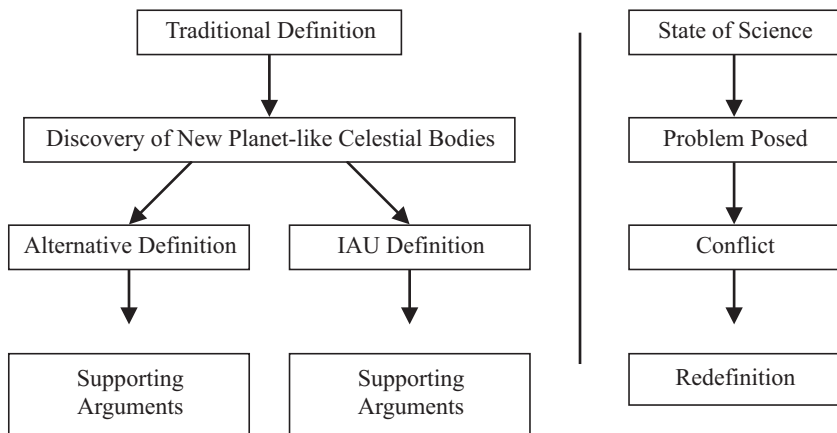 Traditional Definition
State of Science
Discovery of New Planet-like Celestial Bodies
Problem Posed
Alternative Definition
IAU Definition
Conflict
Supporting
Arguments
Supporting
Arguments
Redefinition